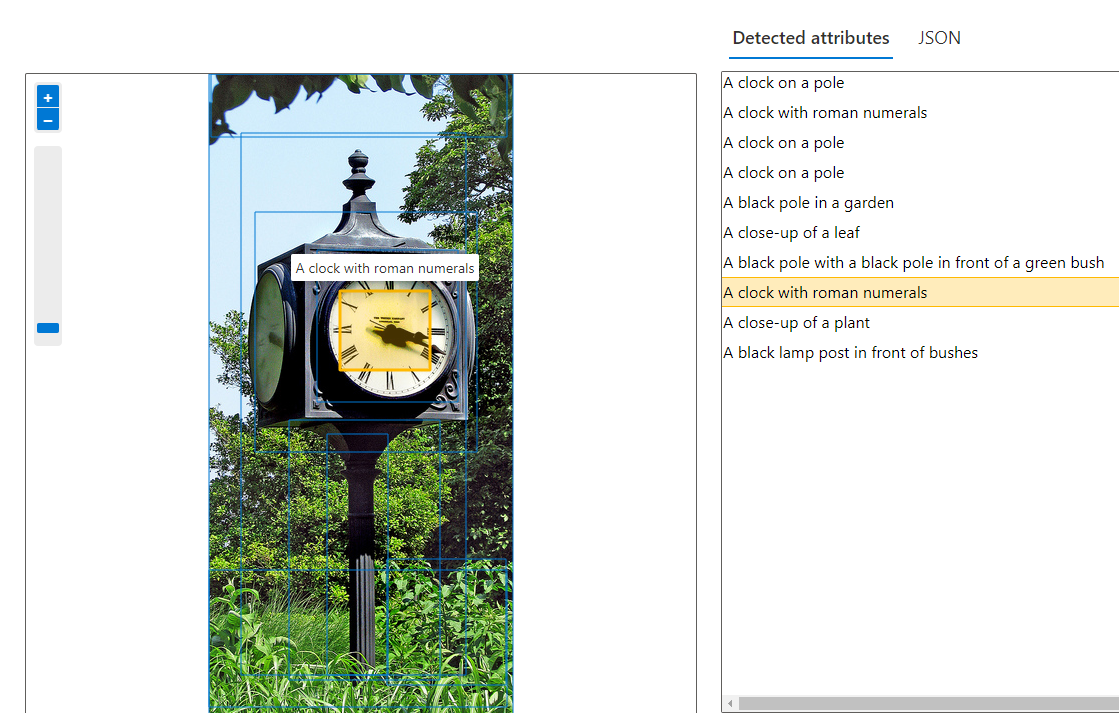 Detected attributes
JSON
+
−
A clock on a pole
A clock with roman numerals
A clock on a pole
A clock on a pole
A black pole in a garden
A close-up of a leaf
A black pole with a black pole in front of a green bush
A clock with roman numerals
A close-up of a plant
A black lamp post in front of bushes
A clock with roman numerals